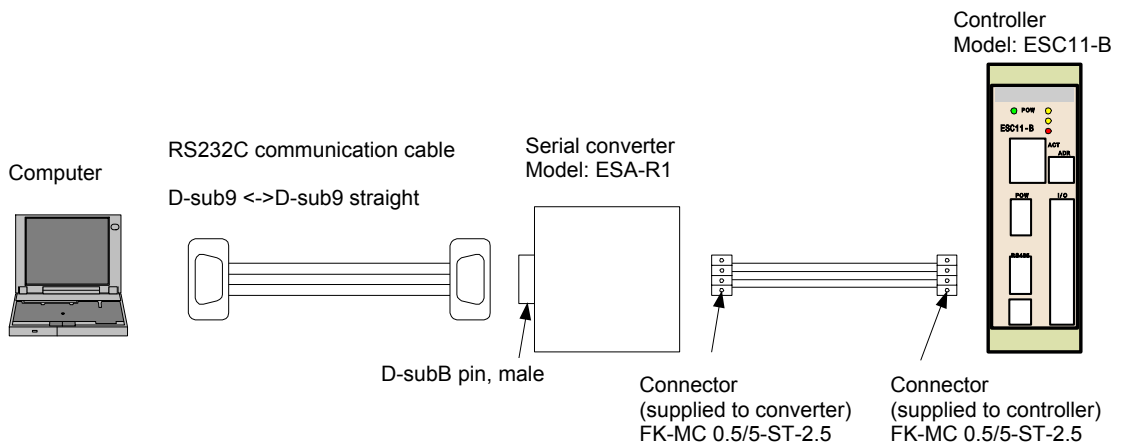 Controller
Model: ESC11-B
POW
ESC11-B
ACT
ADR
POW
I/O
RS485
Computer
RS232C communication cable
D-sub9 <->D-sub9 straight
Serial converter
Model: ESA-R1
D-subB pin, male
Connector
(supplied to converter)
FK-MC 0.5/5-ST-2.5
Connector
(supplied to controller)
FK-MC 0.5/5-ST-2.5